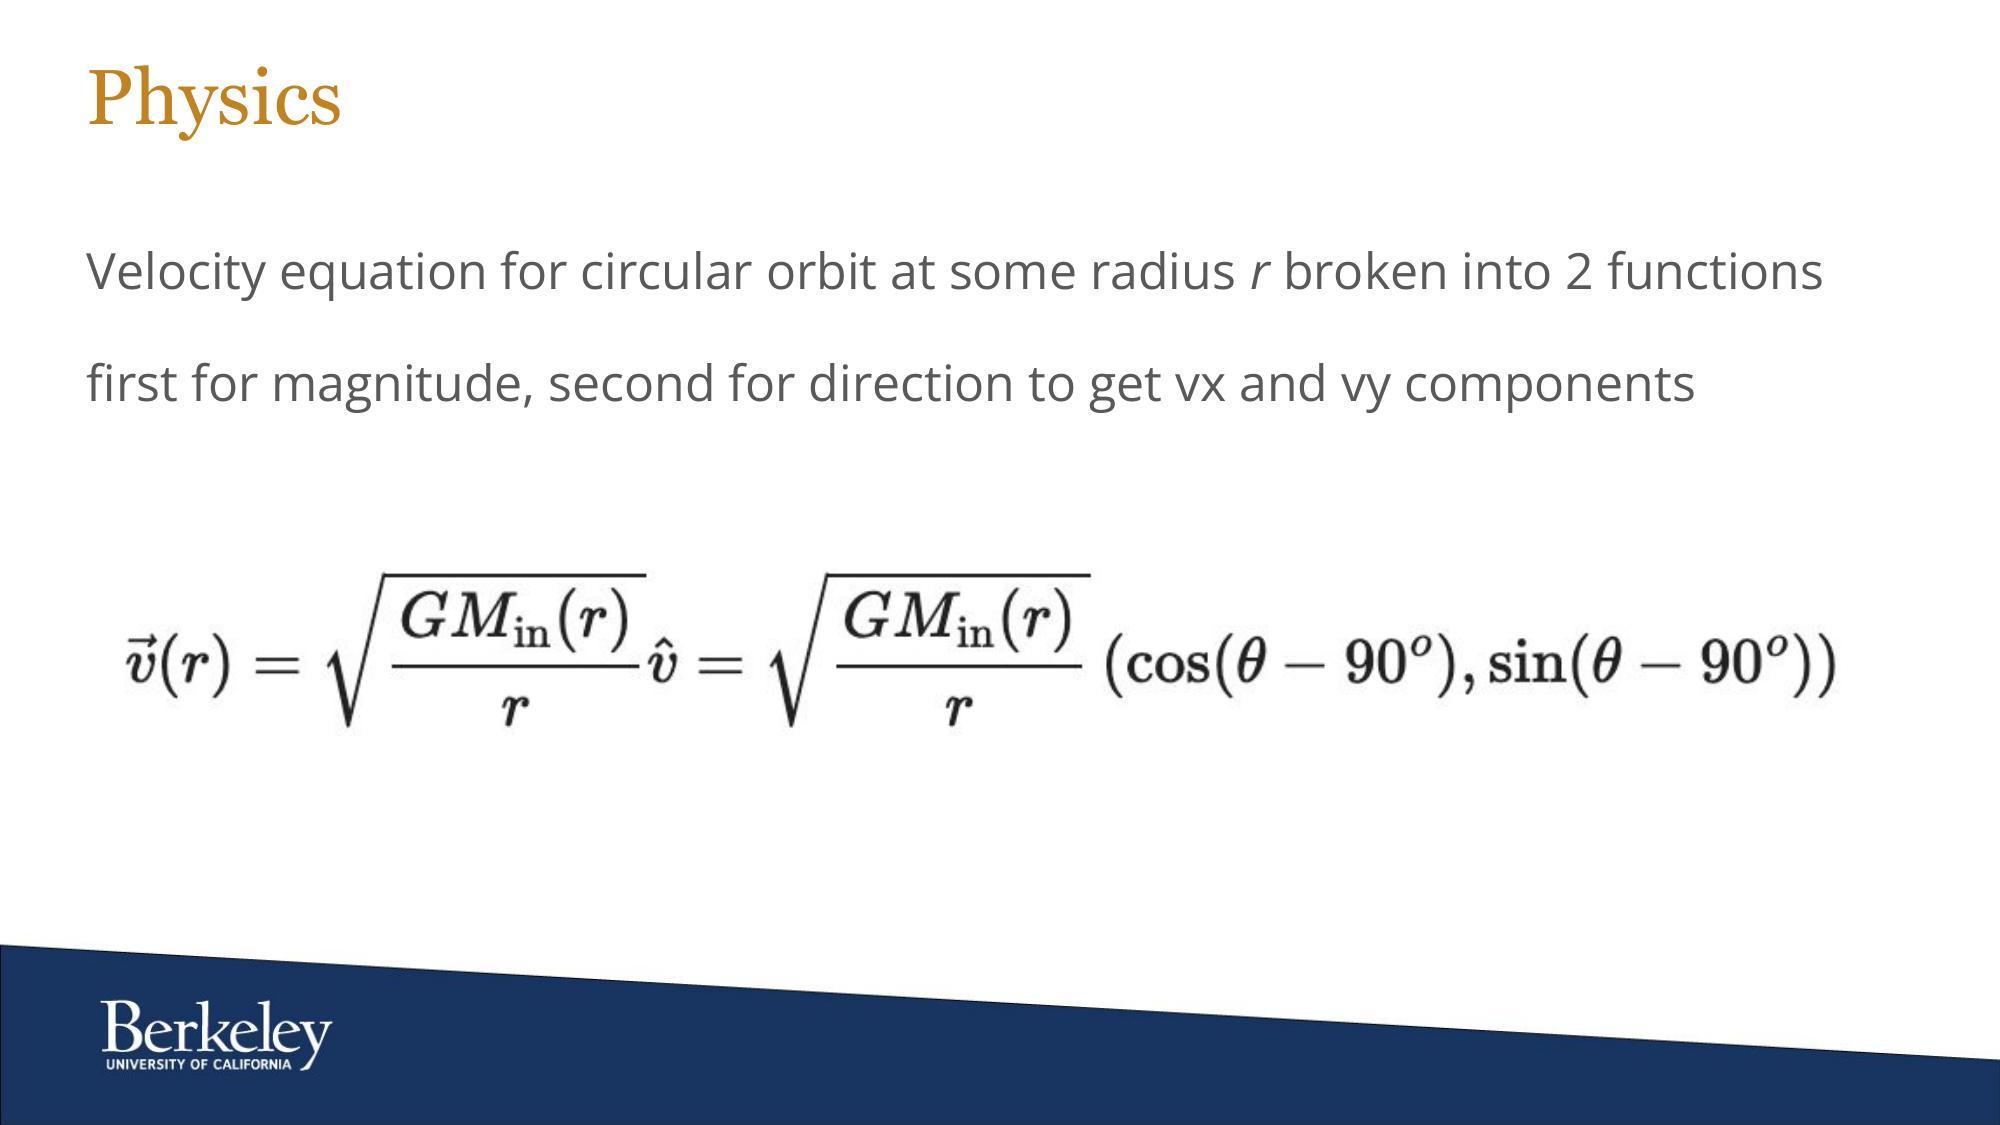 Physics
Velocity equation for circular orbit at some radius r broken into 2 functions
first for magnitude, second for direction to get vx and vy components
$\vec{v}(r) = \sqrt{\frac{GM_{\text{in}}(r)}{r}}\hat{v} = \sqrt{\frac{GM_{\text{in}}(r)}{r}}(\cos(\theta - 90^o), \sin(\theta - 90^o))$
Berkeley
UNIVERSITY OF CALIFORNIA